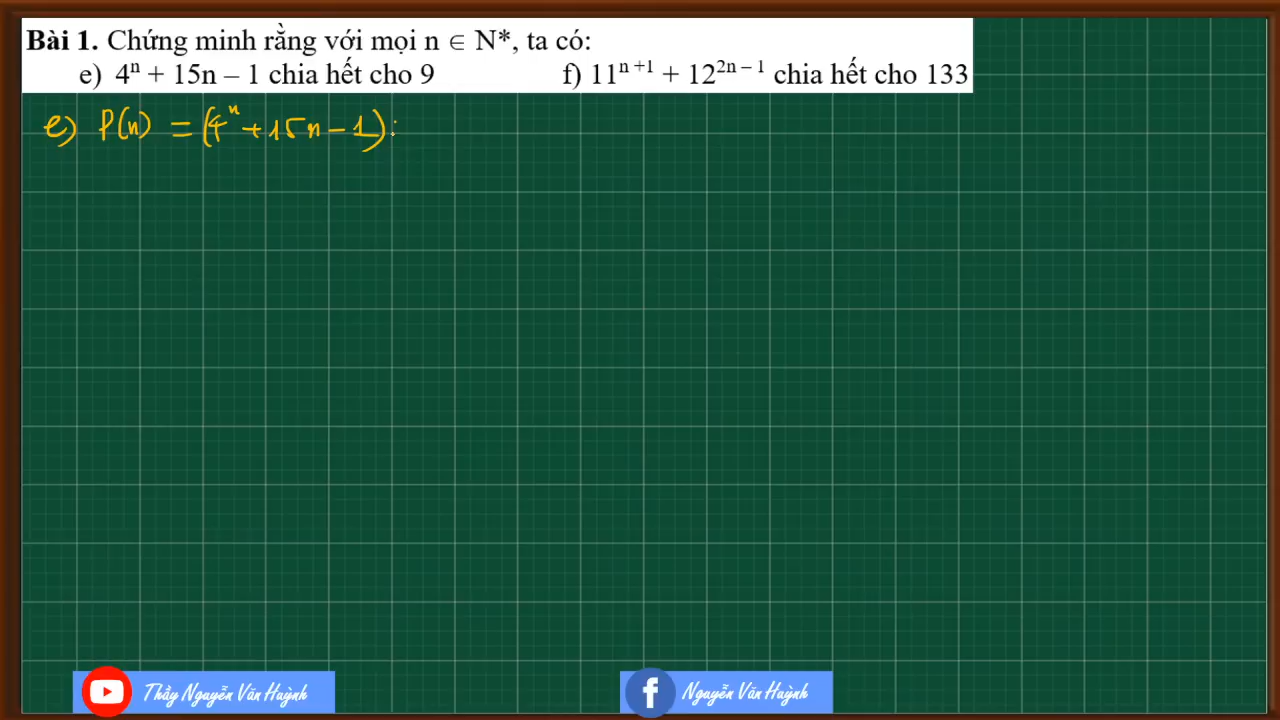 Bài 1. Chứng minh rằng với mọi n ∈ N*, ta có:
e) 4ⁿ + 15n – 1 chia hết cho 9 f) 11ⁿ⁺¹ + 12²ⁿ⁻¹ chia hết cho 133
e) P(n) = (4ⁿ + 15n − 1) :
Thầy Nguyễn Văn Huỳnh Nguyễn Văn Huỳnh